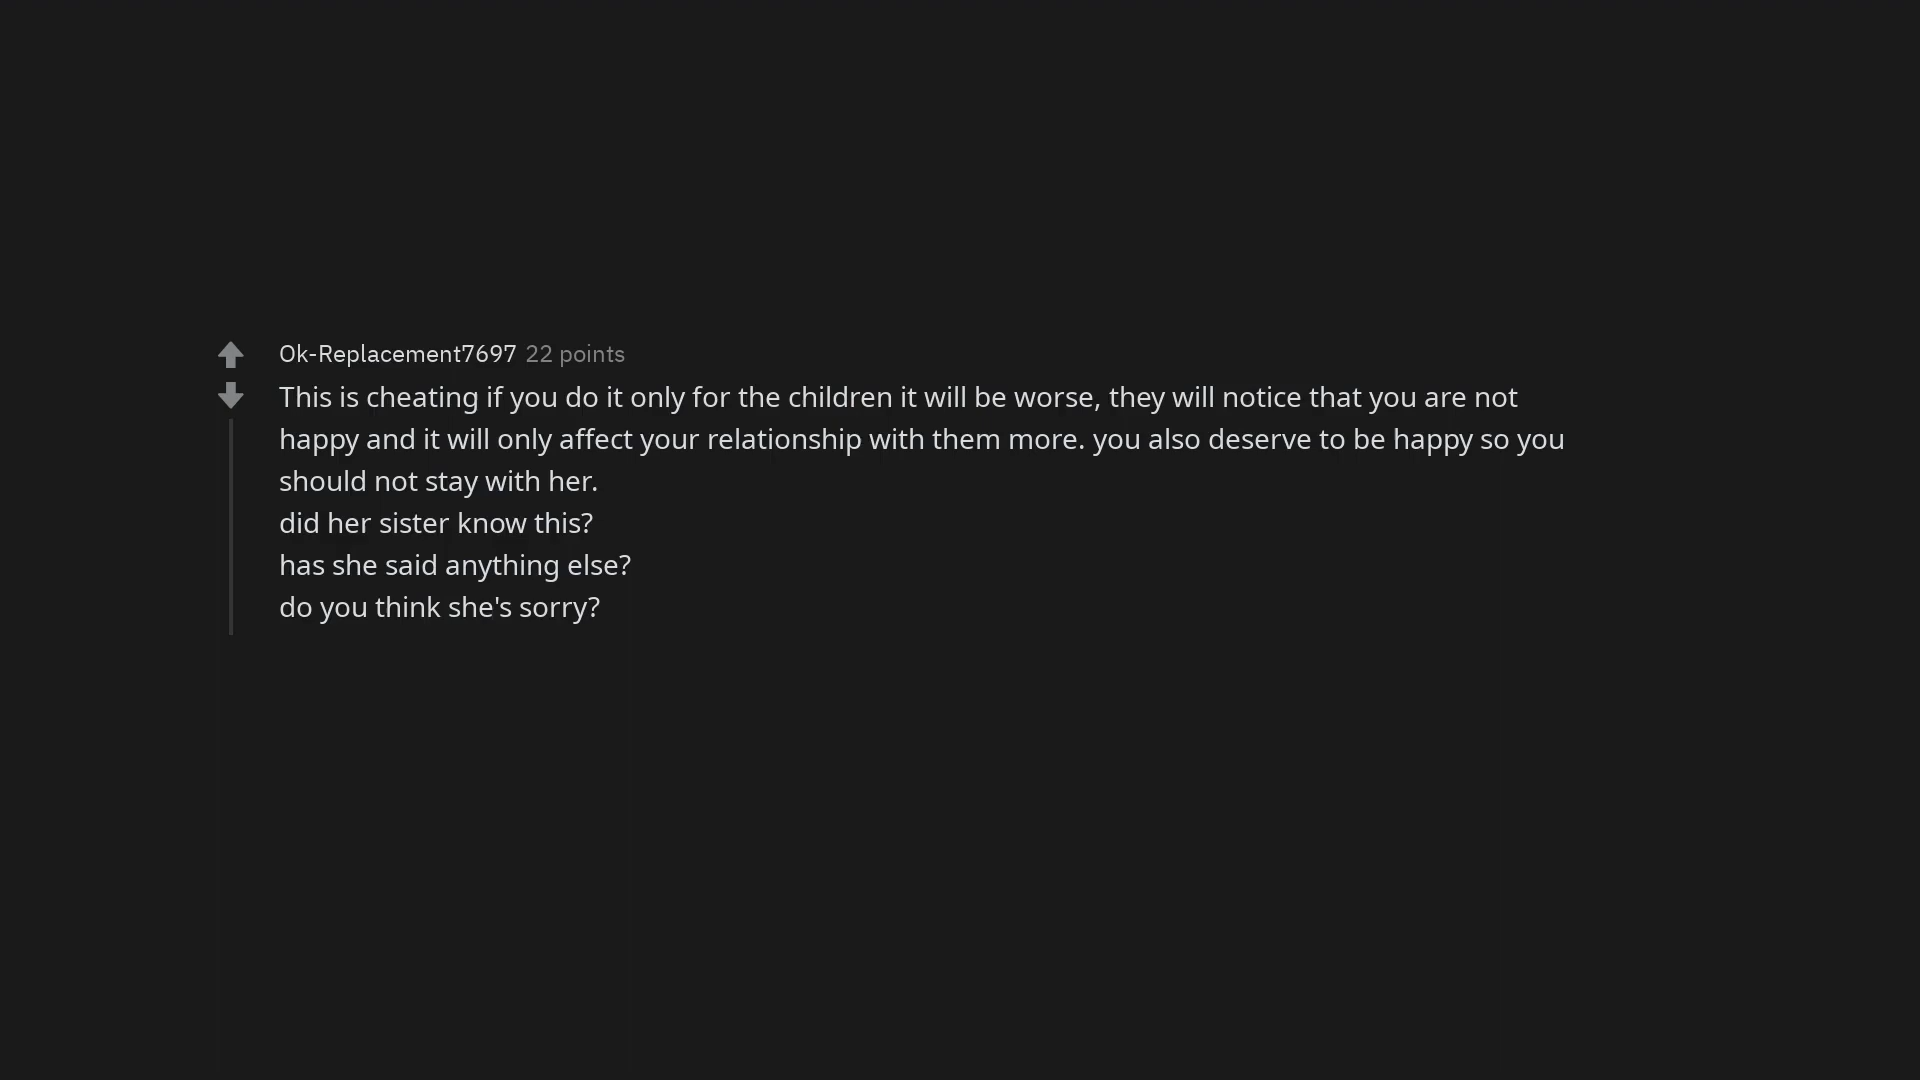 Ok-Replacement7697 22 points
This is cheating if you do it only for the children it will be worse, they will notice that you are not
happy and it will only affect your relationship with them more. you also deserve to be happy so you
should not stay with her.
did her sister know this?
has she said anything else?
do you think she's sorry?